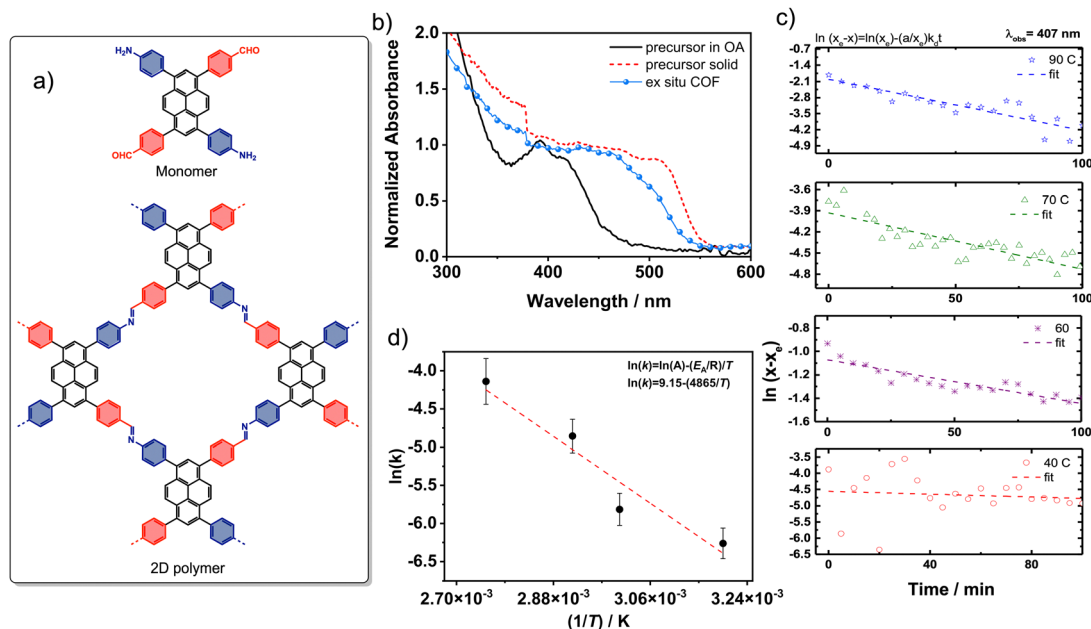 a)
H₂N
CHO
OHC
NH₂
Monomer
N
N
N
N
2D polymer
b)
Normalized Absorbance
2.0
1.5
1.0
0.5
0.0
precursor in OA
precursor solid
ex situ COF
300
400
500
600
Wavelength / nm
d)
ln(k)
-4.0
-4.5
-5.0
-5.5
-6.0
-6.5
ln(k)=ln(A)-(E_A/R)/T
ln(k)=9.15-(4865/T)
2.70×10⁻³
2.88×10⁻³
3.06×10⁻³
3.24×10⁻³
(1/T) / K
c)
ln (xₑ-x)=ln(xₑ)-(a/xₑ)k_dt
λ_obs= 407 nm
-0.7
-1.4
-2.1
-2.8
-3.5
-4.2
-4.9
90 C
fit
0
50
100
-3.6
-3.9
-4.2
-4.5
-4.8
70 C
fit
0
50
100
ln (x-xₑ)
-0.8
-1.0
-1.2
-1.4
-1.6
60
fit
0
50
100
-3.5
-4.0
-4.5
-5.0
-5.5
-6.0
-6.5
40 C
fit
0
40
80
Time / min